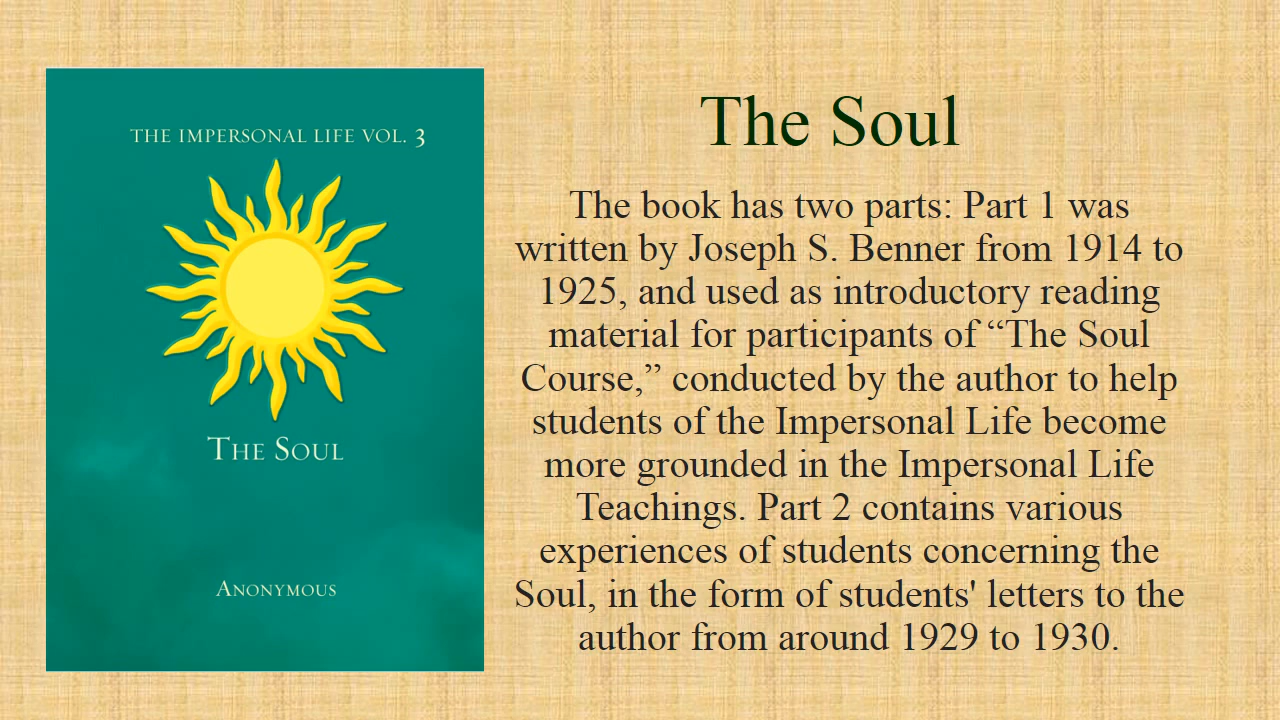 THE IMPERSONAL LIFE VOL. 3
THE SOUL
ANONYMOUS
The Soul
The book has two parts: Part 1 was
written by Joseph S. Benner from 1914 to
1925, and used as introductory reading
material for participants of “The Soul
Course,” conducted by the author to help
students of the Impersonal Life become
more grounded in the Impersonal Life
Teachings. Part 2 contains various
experiences of students concerning the
Soul, in the form of students' letters to the
author from around 1929 to 1930.